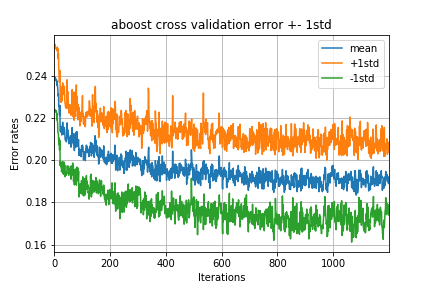 aboost cross validation error +- 1std
mean
+1std
-1std
Error rates
0.24
0.22
0.20
0.18
0.16
0 200 400 600 800 1000
Iterations